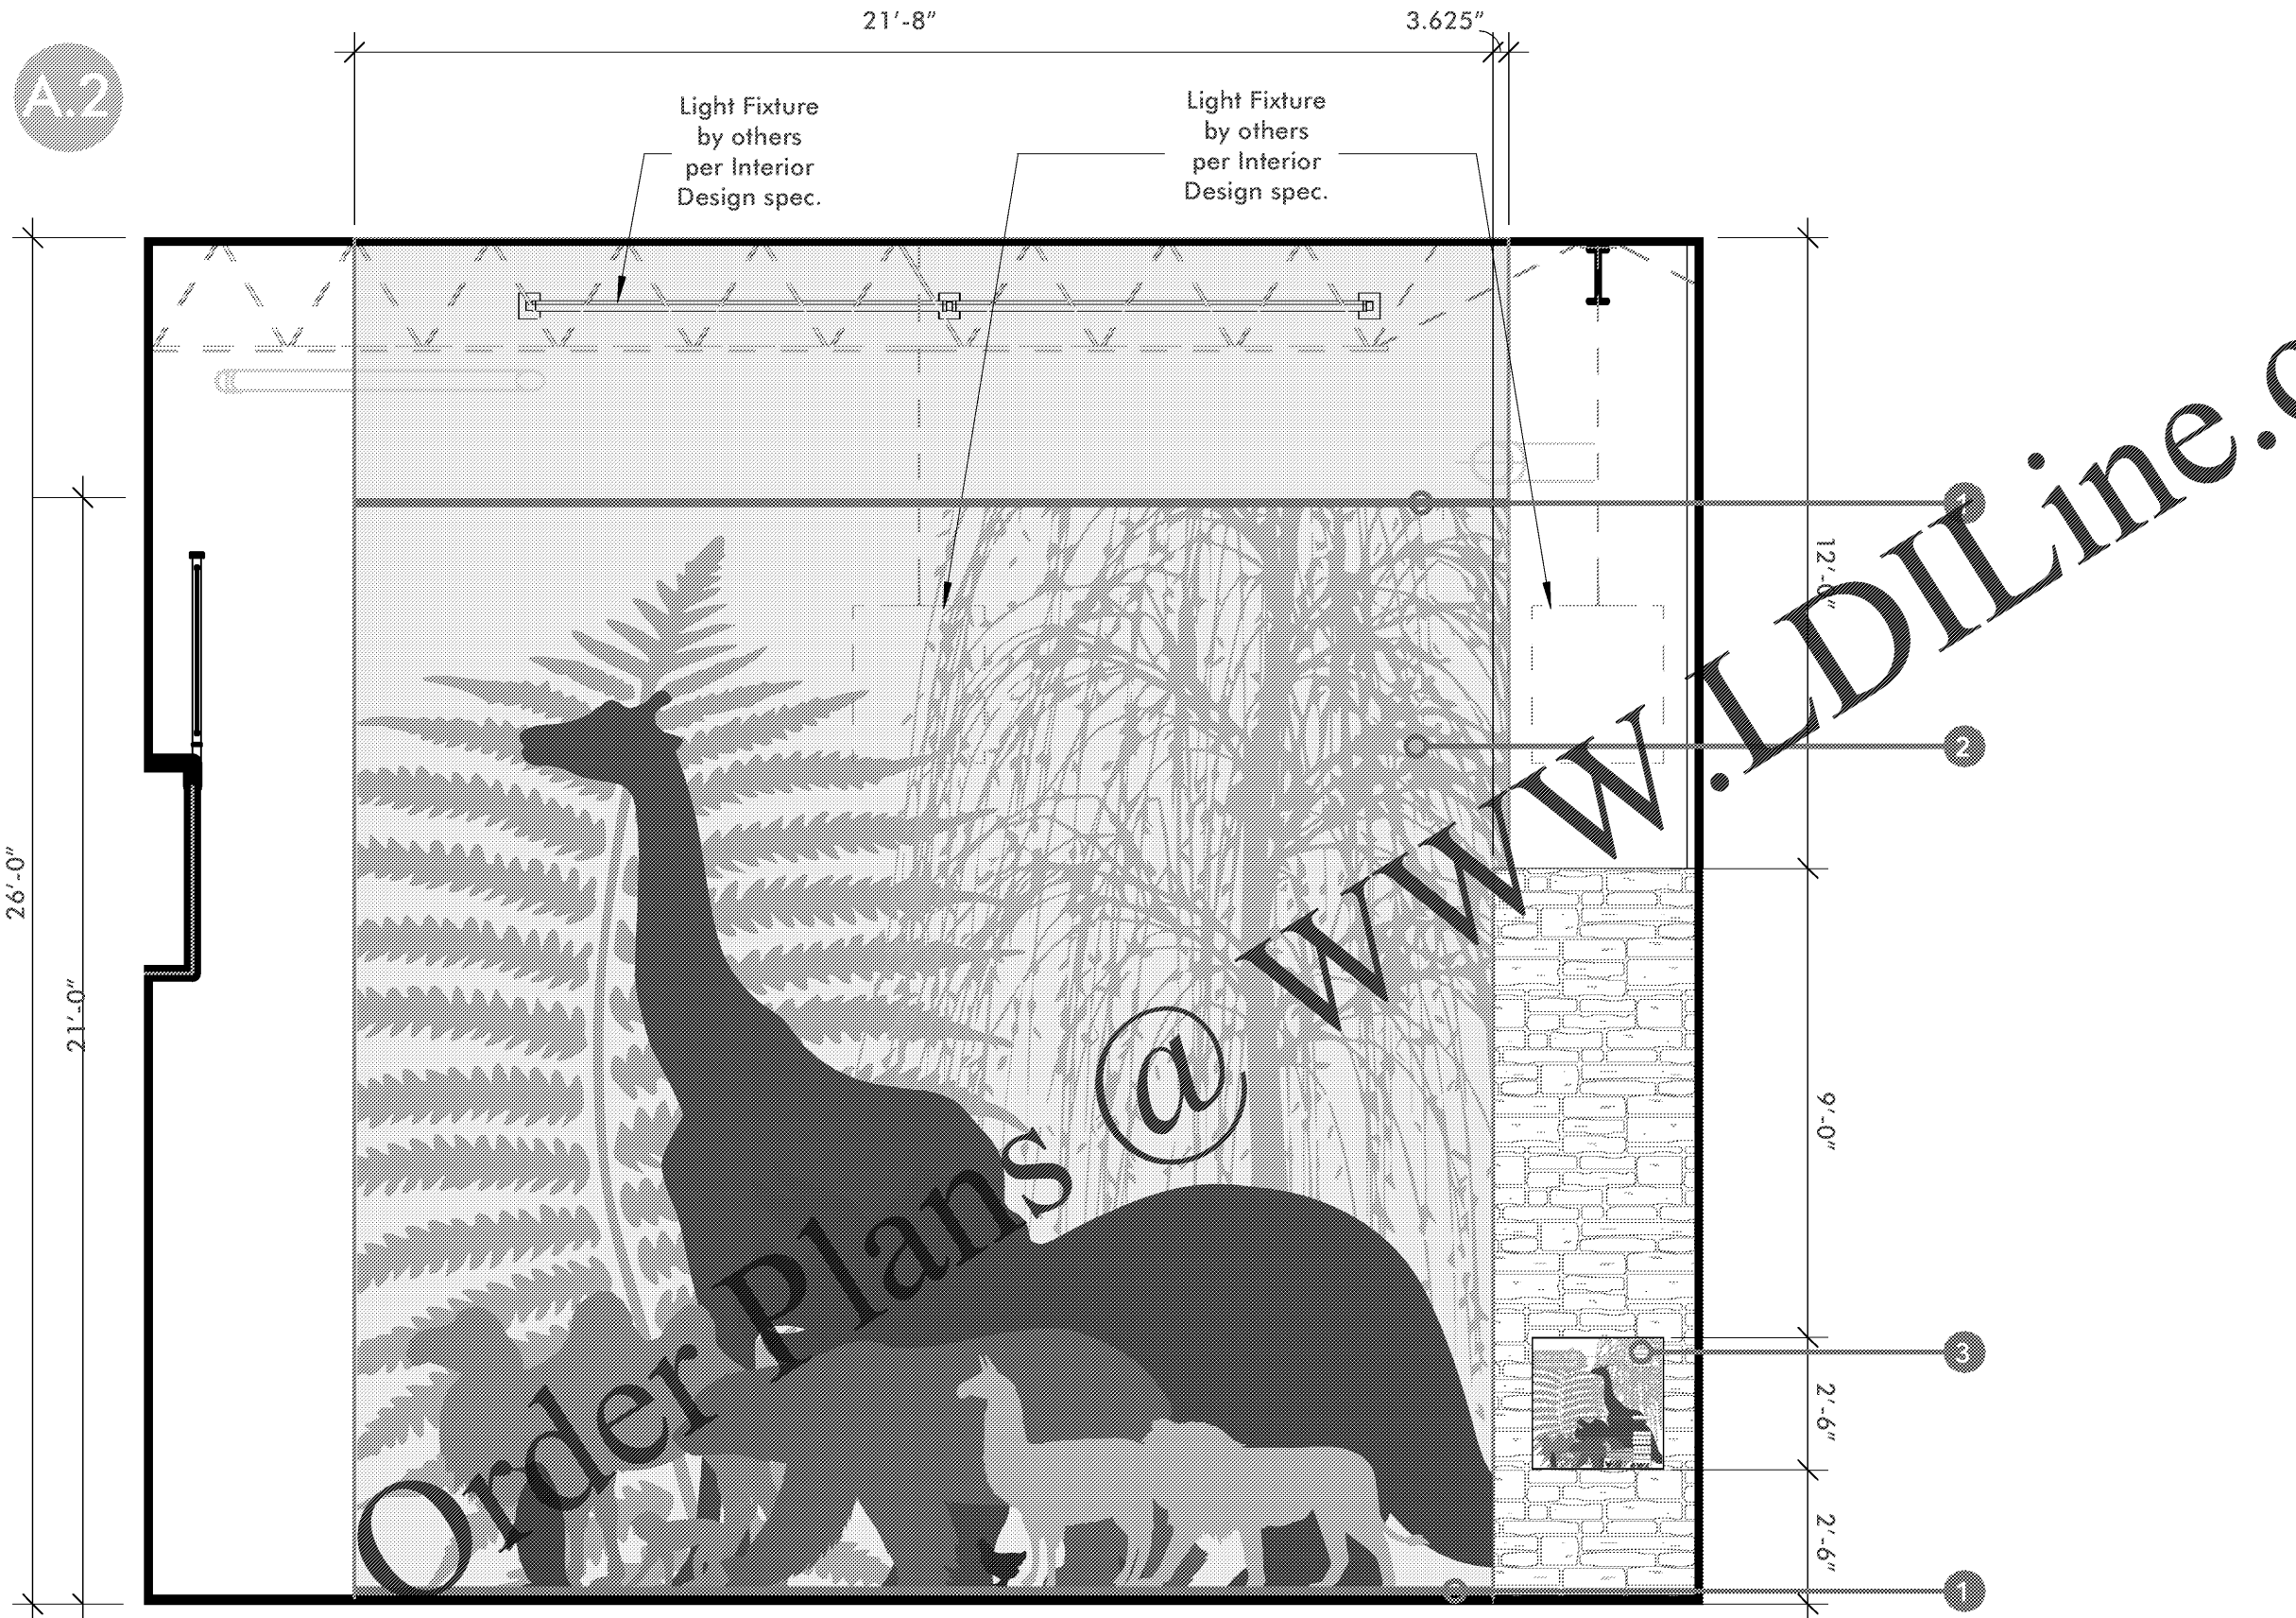 21'-8"
3.625"
A.2
Light Fixture
by others
per Interior
Design spec.
Light Fixture
by others
per Interior
Design spec.
1
12'-0"
2
26'-0"
21'-0"
9'-0"
3
2'-6"
2'-6"
1
Order Plans @ WWW.LDILine.c